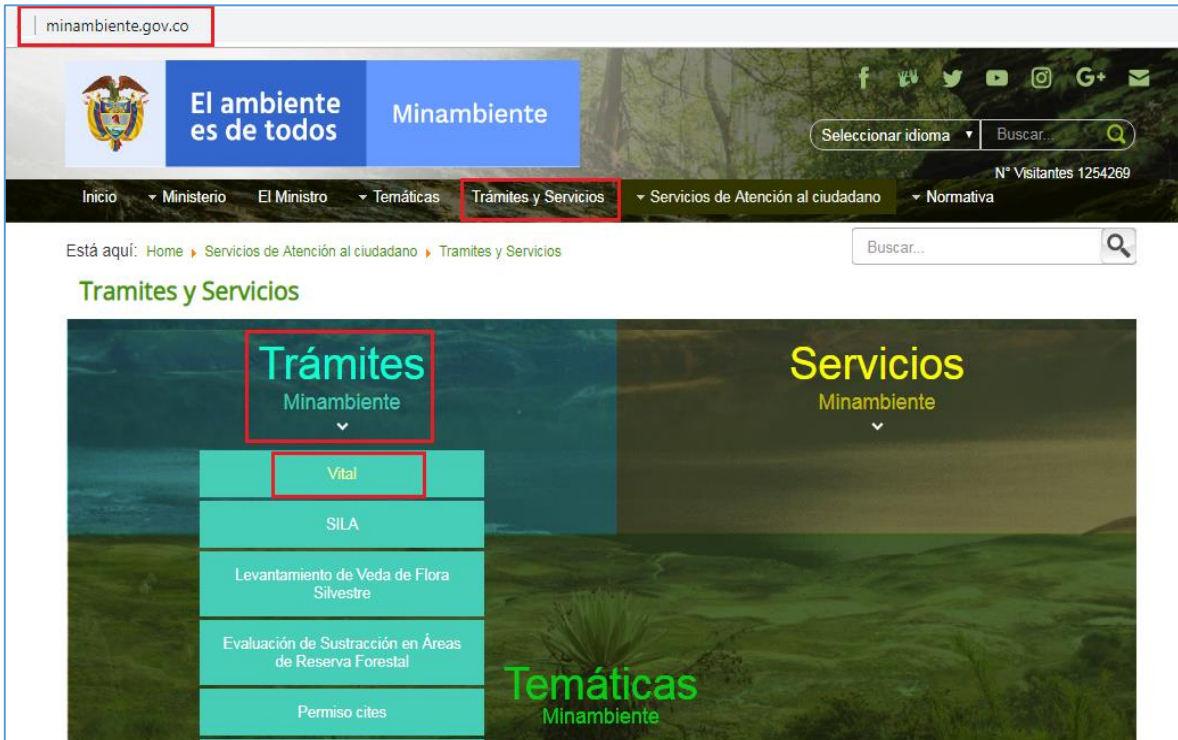 minambiente.gov.co
El ambiente
es de todos
Minambiente
Seleccionar idioma
Buscar...
N° Visitantes 1254269
Inicio Ministerio El Ministro Temáticas Trámites y Servicios Servicios de Atención al ciudadano Normativa
Está aquí: Home Servicios de Atención al ciudadano Tramites y Servicios
Buscar...
Tramites y Servicios
Trámites
Minambiente
Servicios
Minambiente
Vital
SILA
Levantamiento de Veda de Flora
Silvestre
Evaluación de Sustracción en Áreas
de Reserva Forestal
Permiso cites
Temáticas
Minambiente